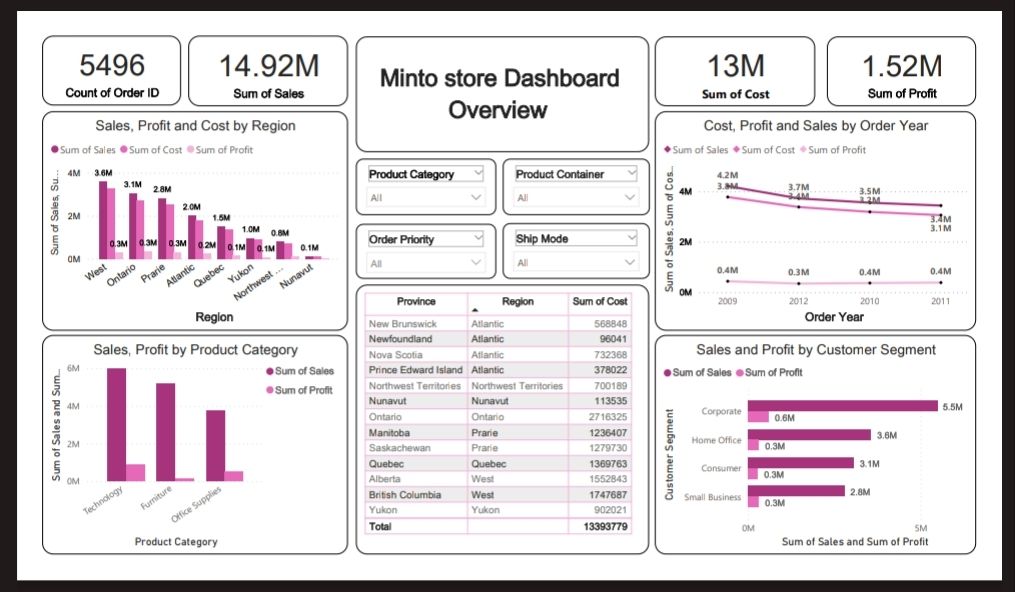 5496
Count of Order ID
14.92M
Sum of Sales
Minto store Dashboard
Overview
13M
Sum of Cost
1.52M
Sum of Profit
Sales, Profit and Cost by Region
Sum of Sales Sum of Cost Sum of Profit
Sum of Sales, Su...
4M
2M
0M
3.6M
3.1M
2.8M
2.0M
1.5M
1.0M
0.8M
0.1M
0.3M
0.3M
0.3M
0.2M
0.1M
0.1M
West
Ontario
Prarie
Atlantic
Quebec
Yukon
Northwest ...
Nunavut
Region
Product Category
All
Product Container
All
Order Priority
All
Ship Mode
All
Cost, Profit and Sales by Order Year
Sum of Sales Sum of Cost Sum of Profit
Sum of Sales, Sum of Cos...
4M
2M
0M
4.2M
3.8M
3.7M
3.4M
3.5M
3.2M
3.4M
3.1M
0.4M
0.3M
0.4M
0.4M
2009
2012
2010
2011
Order Year
Sales, Profit by Product Category
Sum of Sales
Sum of Profit
Sum of Sales and Sum...
6M
4M
2M
0M
Technology
Furniture
Office Supplies
Product Category
Province Region Sum of Cost
New Brunswick Atlantic 568848
Newfoundland Atlantic 96041
Nova Scotia Atlantic 732368
Prince Edward Island Atlantic 378022
Northwest Territories Northwest Territories 700189
Nunavut Nunavut 113535
Ontario Ontario 2716325
Manitoba Prarie 1236407
Saskachewan Prarie 1279730
Quebec Quebec 1369763
Alberta West 1552843
British Columbia West 1747687
Yukon Yukon 902021
Total 13393779
Sales and Profit by Customer Segment
Sum of Sales Sum of Profit
Customer Segment
Corporate
5.5M
0.6M
Home Office
3.6M
0.3M
Consumer
3.1M
0.3M
Small Business
2.8M
0.3M
0M
5M
Sum of Sales and Sum of Profit